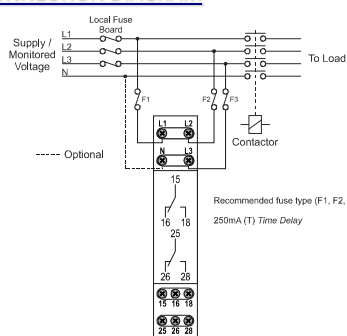 Local Fuse
Board
Supply /
Monitored
Voltage
L1
L2
L3
N
To Load
F1
F2
F3
Contactor
Optional
L1 L2
N L3
15
16 18
25
26 28
15 16 18
25 26 28
Recommended fuse type (F1, F2,
250mA (T) Time Delay